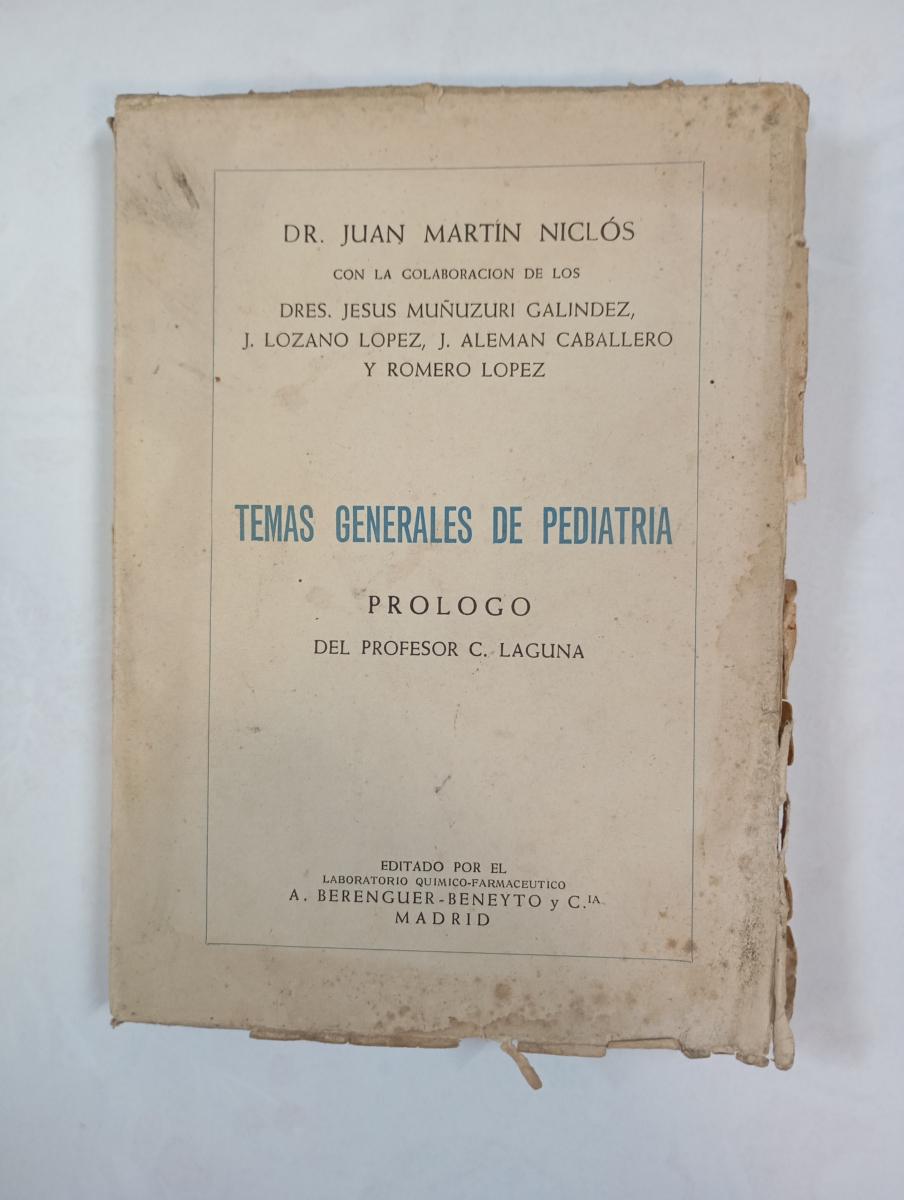 DR. JUAN MARTÍN NICLÓS
CON LA COLABORACION DE LOS
DRES. JESUS MUÑUZURI GALINDEZ,
J. LOZANO LOPEZ, J. ALEMAN CABALLERO
Y ROMERO LOPEZ
TEMAS GENERALES DE PEDIATRIA
PROLOGO
DEL PROFESOR C. LAGUNA
EDITADO POR EL
LABORATORIO QUIMICO-FARMACEUTICO
A. BERENGUER-BENEYTO y C.IA
MADRID